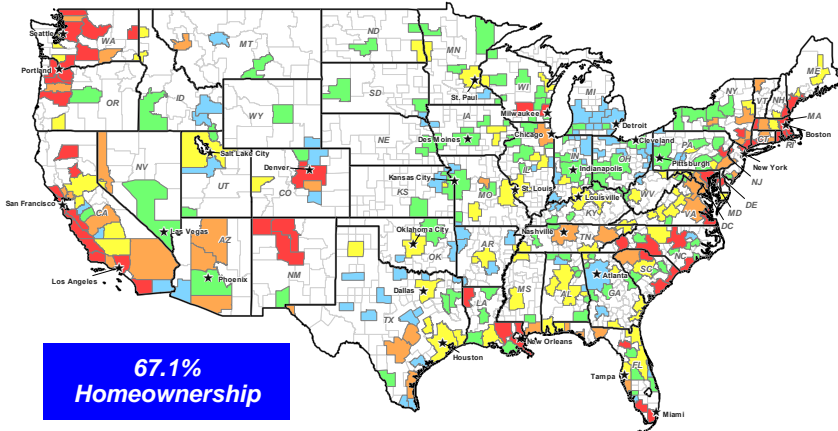 Seattle
WA
MT
ND
MN
ME
Portland
OR
ID
WY
SD
St. Paul
WI
MI
NY
VT
NH
MA
Milwaukee
IA
Chicago
Detroit
Boston
Des Moines
Cleveland
CT
RI
Salt Lake City
NE
IL
IN
OH
PA
Pittsburgh
New York
NV
UT
Denver
CO
Kansas City
Indianapolis
NJ
San Francisco
CA
KS
MO
St. Louis
Louisville
WV
VA
DE
MD
DC
KY
Las Vegas
AZ
Oklahoma City
Nashville
TN
NC
Los Angeles
Phoenix
NM
OK
AR
Atlanta
SC
Dallas
MS
AL
GA
TX
LA
67.1%
Homeownership
Houston
New Orleans
Tampa
FL
Miami